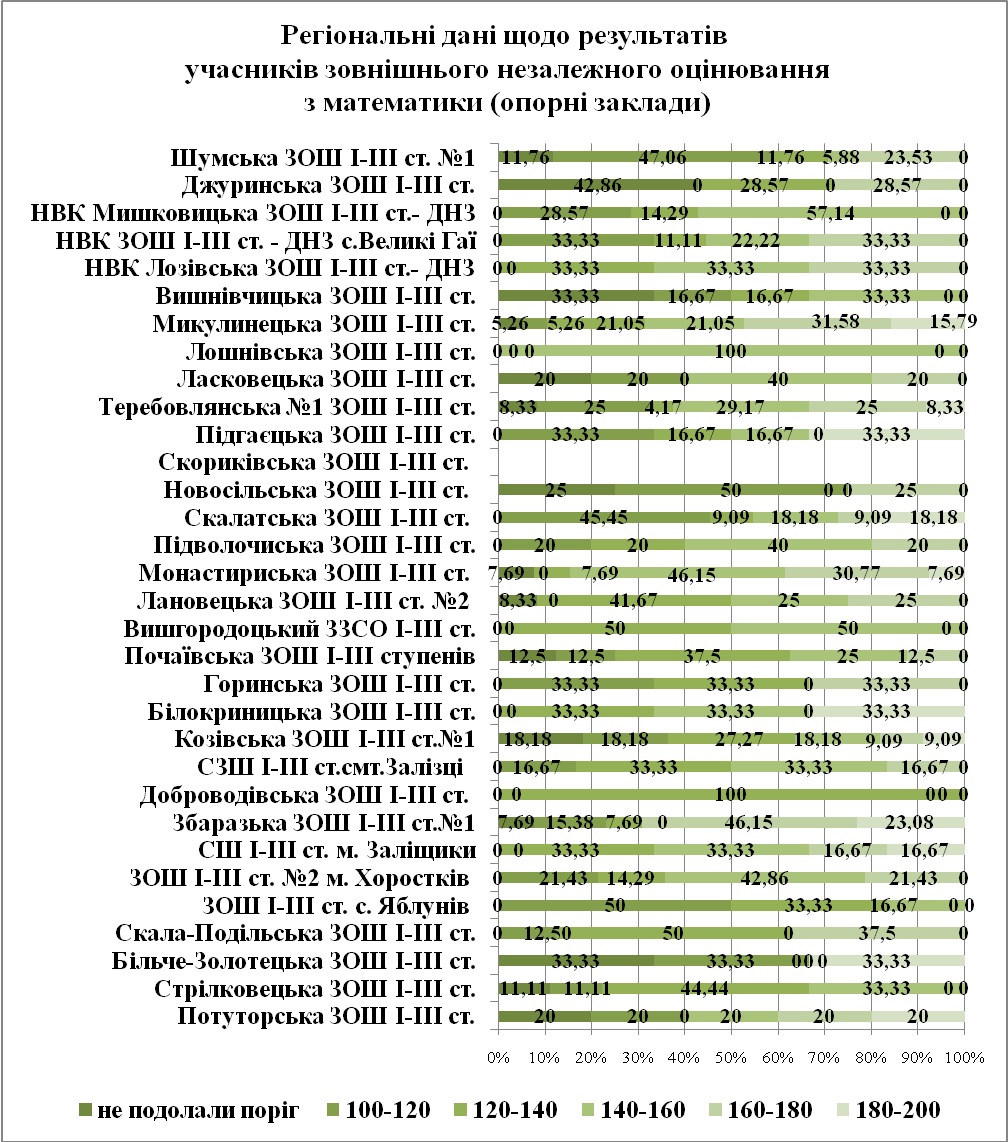 Регіональні дані щодо результатів
учасників зовнішнього незалежного оцінювання
з математики (опорні заклади)
Шумська ЗОШ І-ІІІ ст. №1 11,76 47,06 11,76 5,88 23,53 0
Джуринська ЗОШ І-ІІІ ст. 42,86 0 28,57 0 28,57 0
НВК Мишковицька ЗОШ І-ІІІ ст.- ДНЗ 0 28,57 14,29 57,14 0 0
НВК ЗОШ І-ІІІ ст. - ДНЗ с.Великі Гаї 0 33,33 11,11 22,22 33,33 0
НВК Лозівська ЗОШ І-ІІІ ст.- ДНЗ 0 0 33,33 33,33 33,33 0
Вишнівчицька ЗОШ І-ІІІ ст. 33,33 16,67 16,67 33,33 0 0
Микулинецька ЗОШ І-ІІІ ст. 5,26 5,26 21,05 21,05 31,58 15,79
Лошнівська ЗОШ І-ІІІ ст. 0 0 0 100 0 0
Ласковецька ЗОШ І-ІІІ ст. 20 20 0 40 20 0
Теребовлянська №1 ЗОШ І-ІІІ ст. 8,33 25 4,17 29,17 25 8,33
Підгаєцька ЗОШ І-ІІІ ст. 0 33,33 16,67 16,67 0 33,33
Скориківська ЗОШ І-ІІІ ст.
Новосільська ЗОШ І-ІІІ ст. 25 50 0 0 25 0
Скалатська ЗОШ І-ІІІ ст. 0 45,45 9,09 18,18 9,09 18,18
Підволочиська ЗОШ І-ІІІ ст. 0 20 20 40 20 0
Монастириська ЗОШ І-ІІІ ст. 7,69 0 7,69 46,15 30,77 7,69
Лановецька ЗОШ І-ІІІ ст. №2 8,33 0 41,67 25 25 0
Вишгородоцький ЗЗСО І-ІІІ ст. 0 0 50 50 0 0
Почаївська ЗОШ І-ІІІ ступенів 12,5 12,5 37,5 25 12,5 0
Горинська ЗОШ І-ІІІ ст. 0 33,33 33,33 0 33,33 0
Білокриницька ЗОШ І-ІІІ ст. 0 0 33,33 33,33 0 33,33
Козівська ЗОШ І-ІІІ ст.№1 18,18 18,18 27,27 18,18 9,09 9,09
СЗШ І-ІІІ ст.смт.Залізці 0 16,67 33,33 33,33 16,67 0
Доброводівська ЗОШ І-ІІІ ст. 0 0 100 0 0 0
Збаразька ЗОШ І-ІІІ ст.№1 7,69 15,38 7,69 0 46,15 23,08
СШ І-ІІІ ст. м. Заліщики 0 0 33,33 33,33 16,67 16,67
ЗОШ І-ІІІ ст. №2 м. Хоростків 0 21,43 14,29 42,86 21,43 0
ЗОШ І-ІІІ ст. с. Яблунів 0 50 33,33 16,67 0 0
Скала-Подільська ЗОШ І-ІІІ ст. 0 12,50 50 0 37,5 0
Більче-Золотецька ЗОШ І-ІІІ ст. 33,33 33,33 0 0 0 33,33
Стрілковецька ЗОШ І-ІІІ ст. 11,11 11,11 44,44 33,33 0 0
Потуторська ЗОШ І-ІІІ ст. 20 20 0 20 20 20
0% 10% 20% 30% 40% 50% 60% 70% 80% 90% 100%
не подолали поріг 100-120 120-140 140-160 160-180 180-200